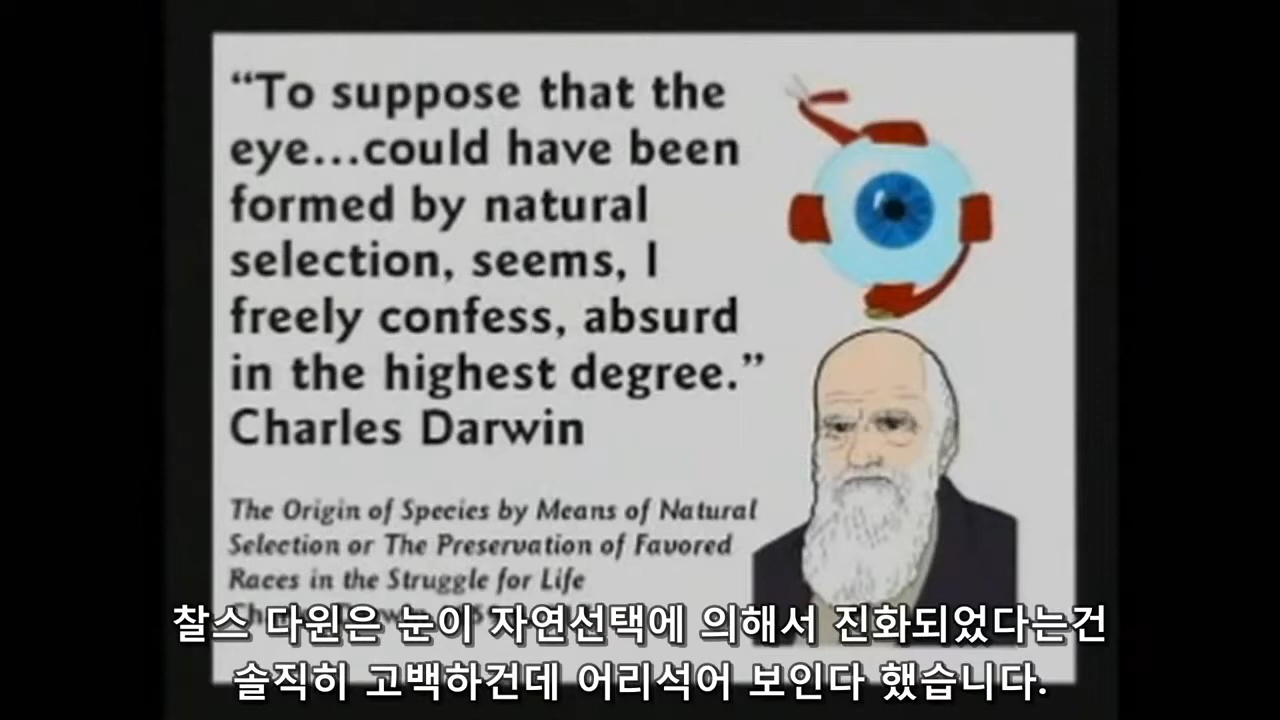 “To suppose that the
eye...could have been
formed by natural
selection, seems, I
freely confess, absurd
in the highest degree.”
Charles Darwin
The Origin of Species by Means of Natural
Selection or The Preservation of Favored
Races in the Struggle for Life
찰스 다윈은 눈이 자연선택에 의해서 진화되었다는건
솔직히 고백하건데 어리석어 보인다 했습니다.